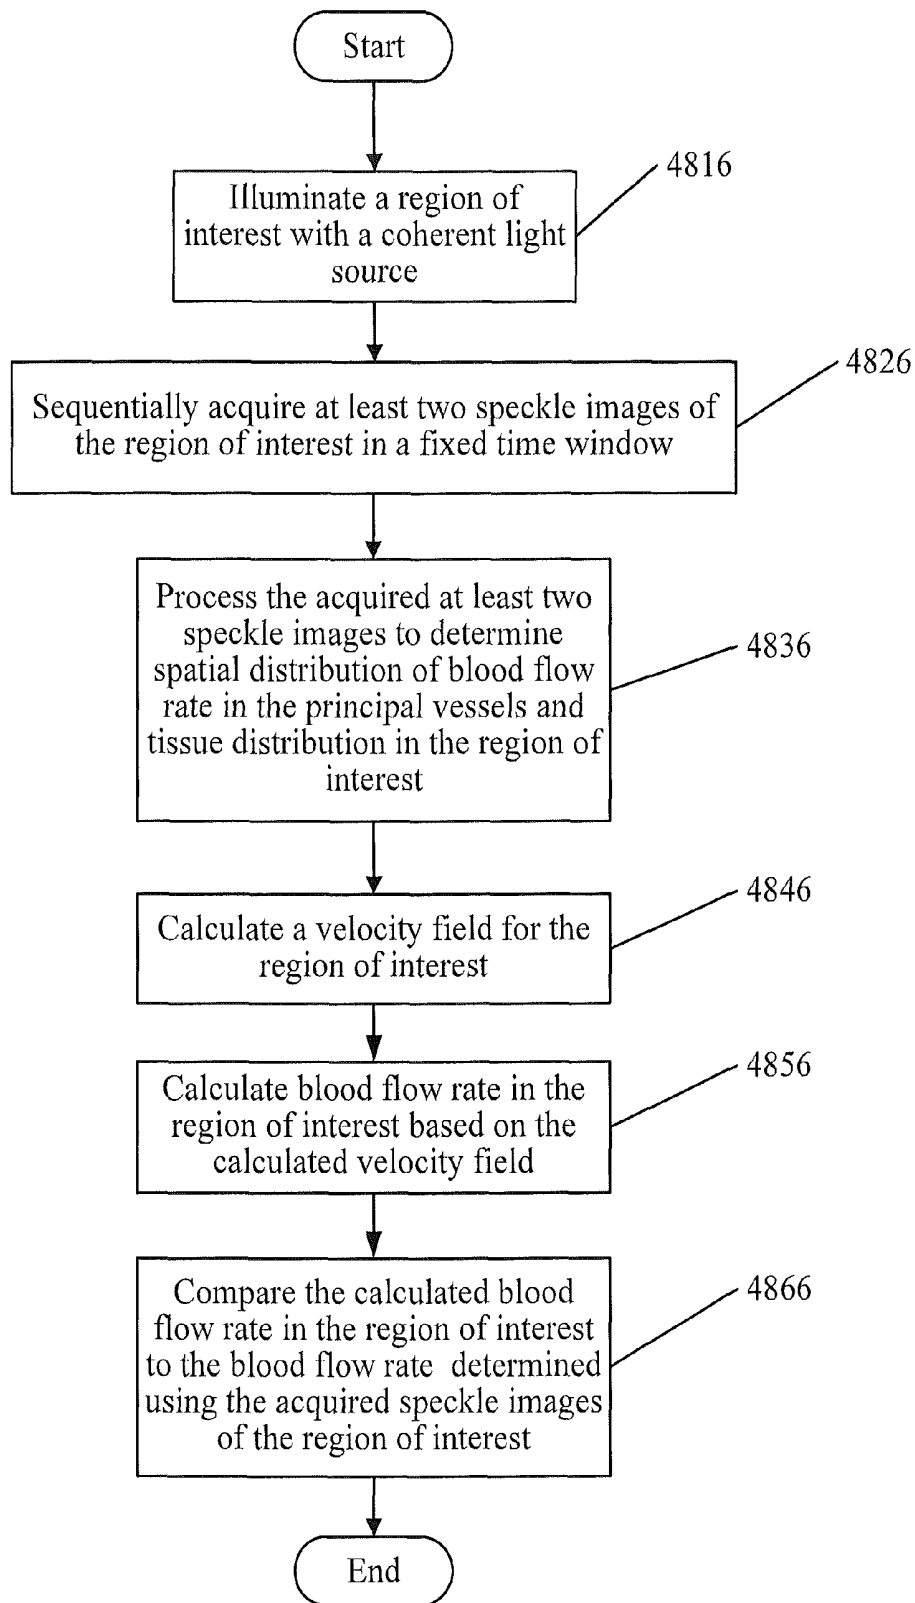 Start
4816
Illuminate a region of
interest with a coherent light
source
4826
Sequentially acquire at least two speckle images of
the region of interest in a fixed time window
Process the acquired at least two
speckle images to determine
spatial distribution of blood flow
rate in the principal vessels and
tissue distribution in the region of
interest
4836
4846
Calculate a velocity field for the
region of interest
4856
Calculate blood flow rate in the
region of interest based on the
calculated velocity field
4866
Compare the calculated blood
flow rate in the region of interest
to the blood flow rate determined
using the acquired speckle images
of the region of interest
End